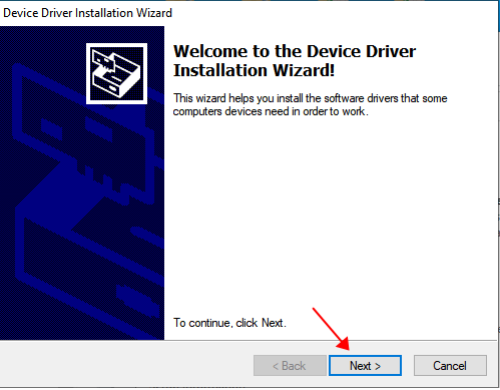 Device Driver Installation Wizard
Welcome to the Device Driver
Installation Wizard!
This wizard helps you install the software drivers that some
computers devices need in order to work.
To continue, click Next.
< Back
Next >
Cancel